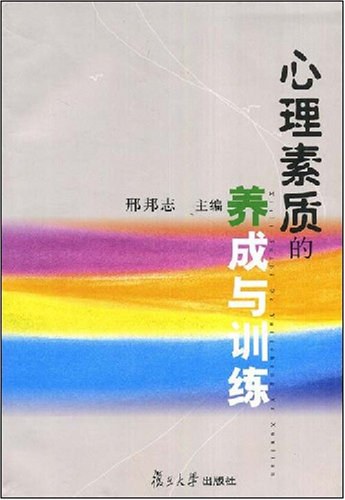 心理素质的
养成与训练
邢邦志 主编
复旦大学出版社